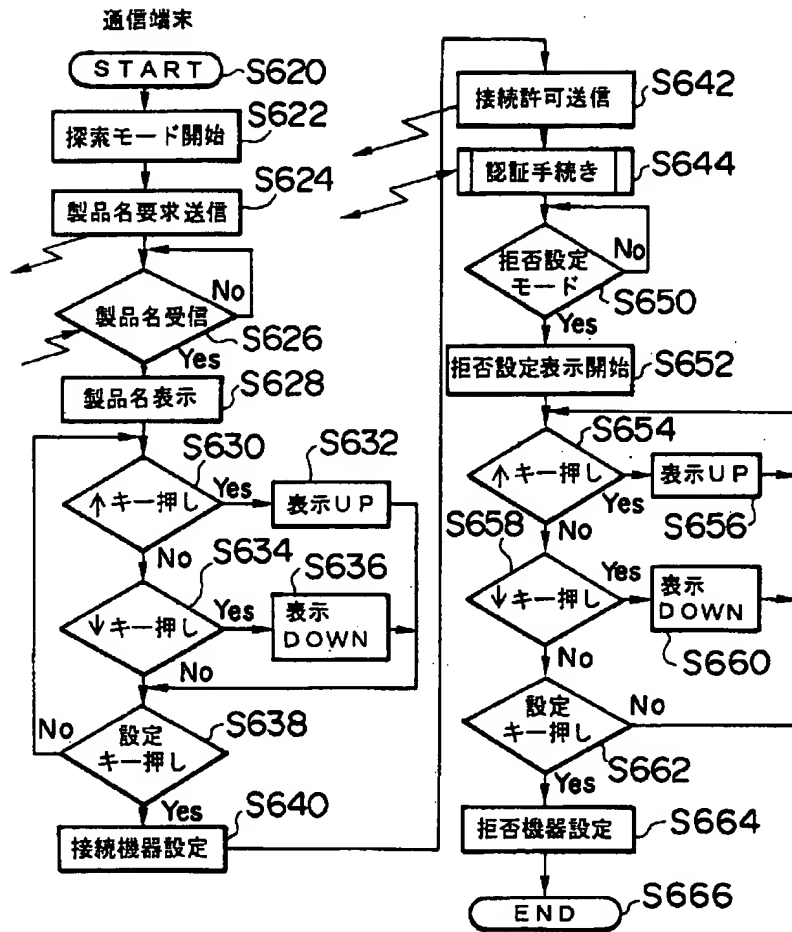 通信端末
START
S620
探索モード開始
S622
製品名要求送信
S624
製品名受信
No
Yes
S626
製品名表示
S628
S630
↑キー押し
Yes
No
S632
表示UP
S634
↓キー押し
Yes
No
S636
表示
DOWN
設定
キー押し
No
Yes
S638
接続機器設定
S640
接続許可送信
S642
認証手続き
S644
拒否設定
モード
No
Yes
S650
拒否設定表示開始
S652
S654
↑キー押し
Yes
No
表示UP
S656
S658
↓キー押し
Yes
No
表示
DOWN
S660
設定
キー押し
No
Yes
S662
拒否機器設定
S664
END
S666